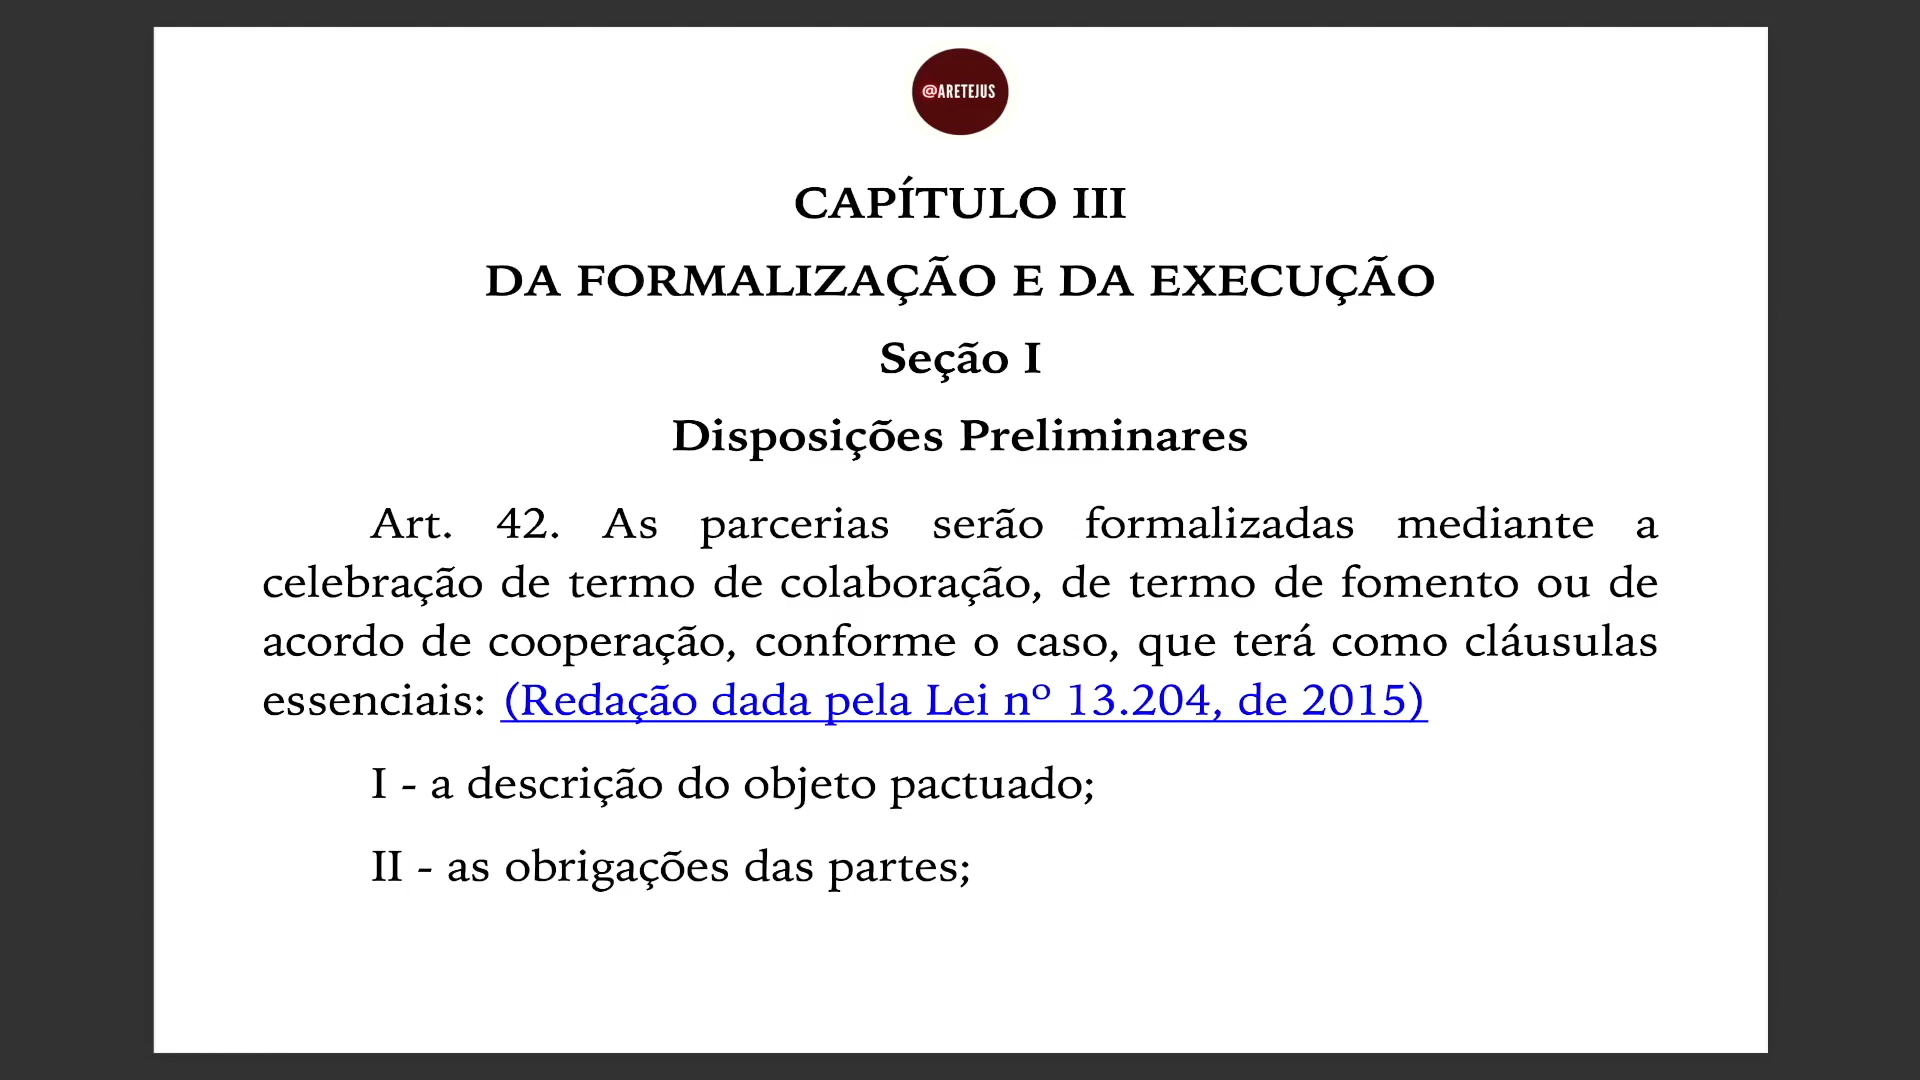 @ARETEJUS
CAPÍTULO III
DA FORMALIZAÇÃO E DA EXECUÇÃO
Seção I
Disposições Preliminares
Art. 42. As parcerias serão formalizadas mediante a
celebração de termo de colaboração, de termo de fomento ou de
acordo de cooperação, conforme o caso, que terá como cláusulas
essenciais: (Redação dada pela Lei nº 13.204, de 2015)
I - a descrição do objeto pactuado;
II - as obrigações das partes;